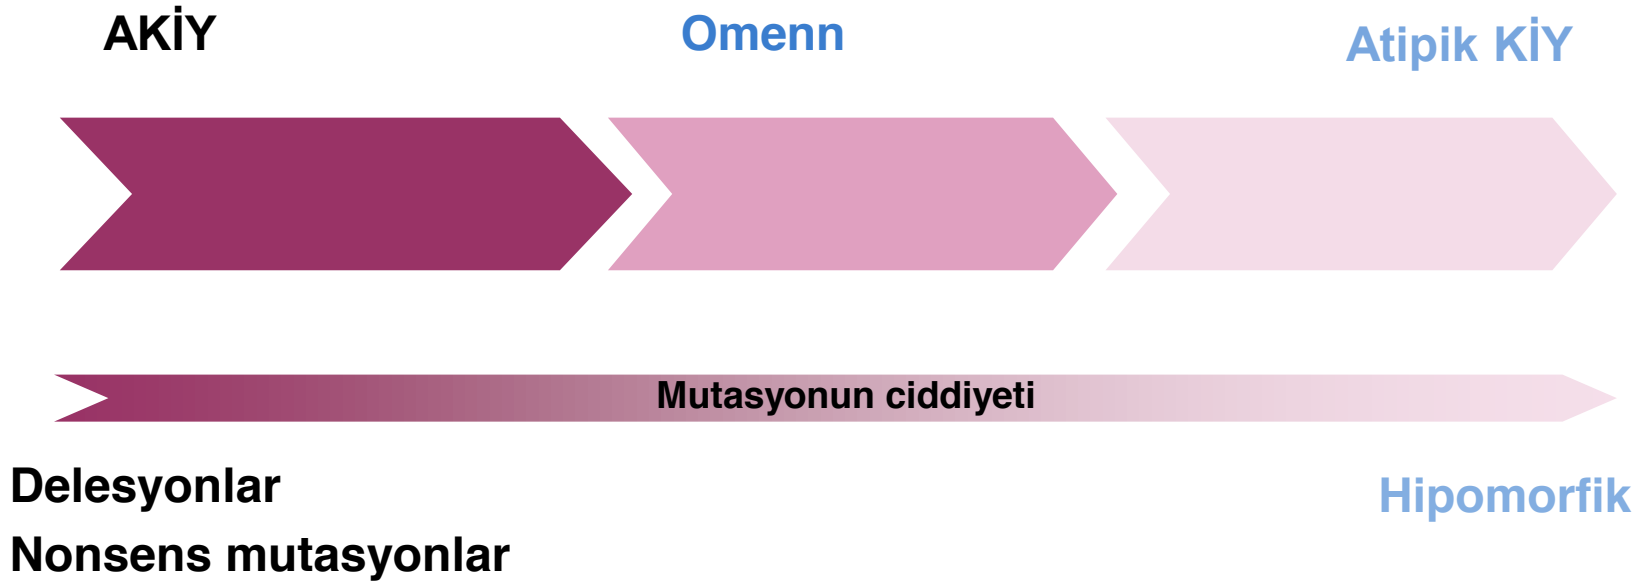 AKİY
Omenn
Atipik KİY
Mutasyonun ciddiyeti
Delesyonlar
Hipomorfik
Nonsens mutasyonlar